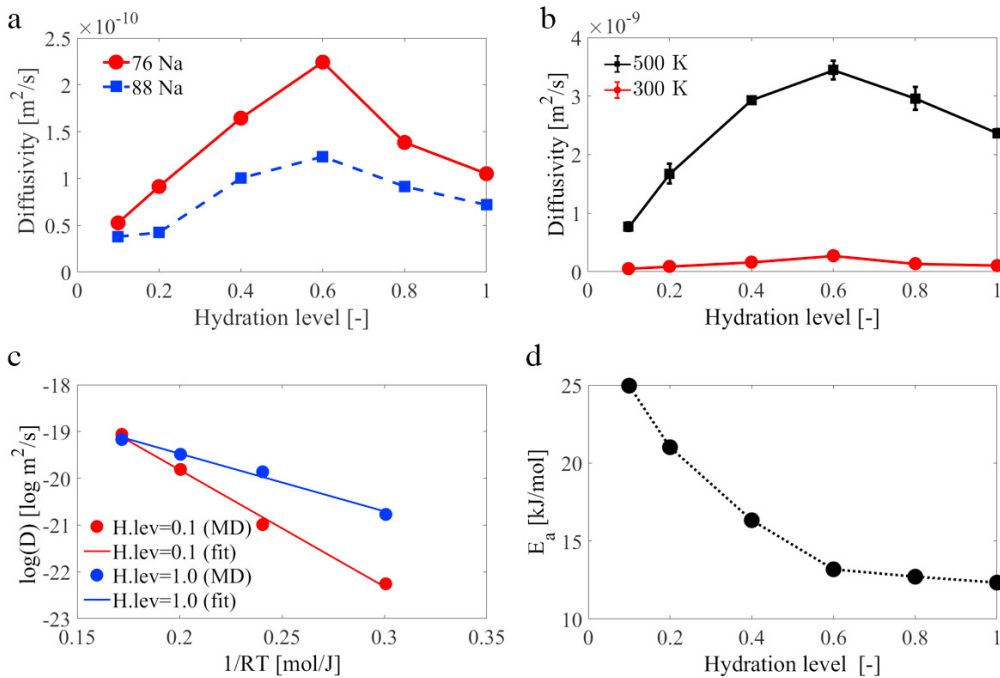 a
×10⁻¹⁰
2.5
2
1.5
1
0.5
0
Diffusivity [m²/s]
76 Na
88 Na
0 0.2 0.4 0.6 0.8 1
Hydration level [-]
b
×10⁻⁹
4
3
2
1
0
Diffusivity [m²/s]
500 K
300 K
0 0.2 0.4 0.6 0.8 1
Hydration level [-]
c
-18
-19
-20
-21
-22
-23
log(D) [log m²/s]
H.lev=0.1 (MD)
H.lev=0.1 (fit)
H.lev=1.0 (MD)
H.lev=1.0 (fit)
0.15 0.2 0.25 0.3 0.35
1/RT [mol/J]
d
25
20
15
10
Eₐ [kJ/mol]
0 0.2 0.4 0.6 0.8 1
Hydration level [-]